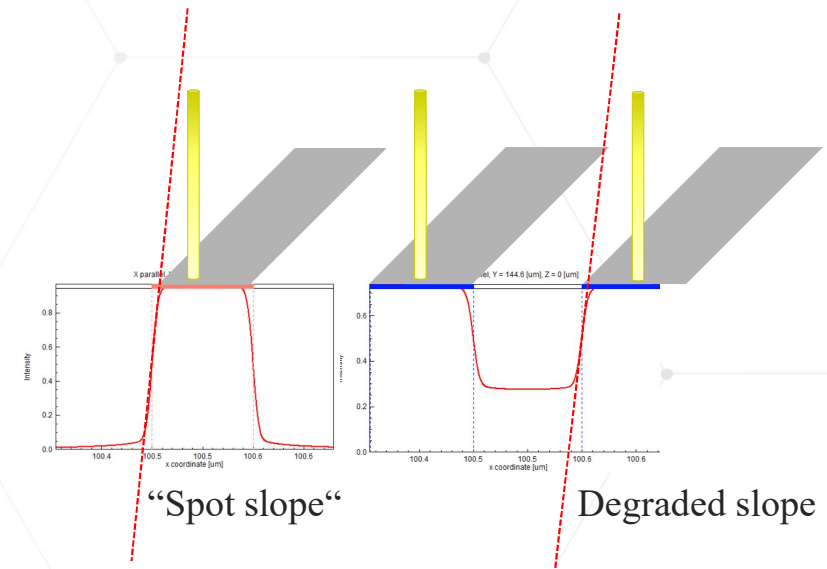 X parallel,
Intensity
0.8
0.6
0.4
0.2
0.0
100.4 100.5 100.5 100.6 100.6
x coordinate [um]
Y = 144.6 [um], Z = 0 [um]
0.6
0.4
0.2
0.0
100.4 100.5 100.5 100.6 100.6
x coordinate [um]
“Spot slope“
Degraded slope